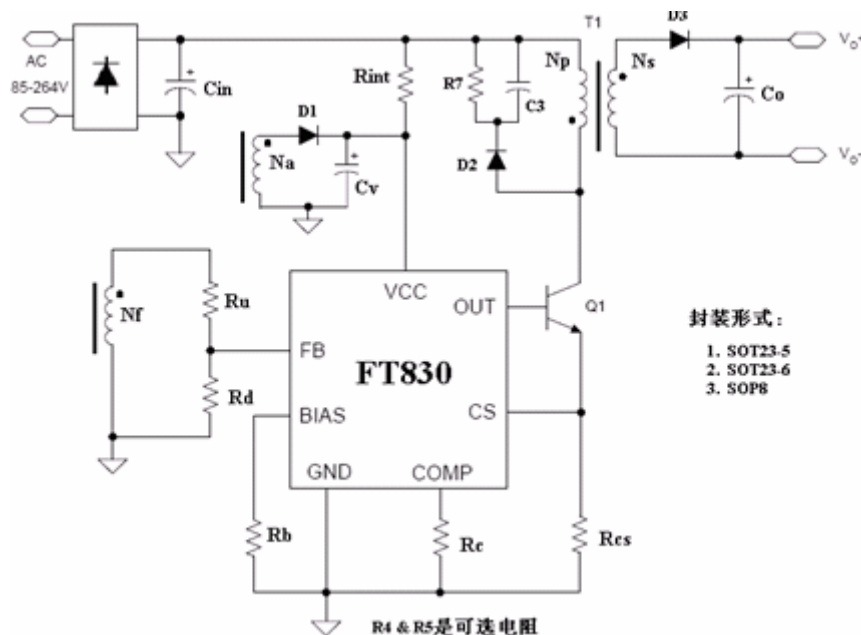 T1
D3
AC
85-264V
Cin
Rint
R7
C3
Np
Ns
Co
Vo+
Vo-
D1
D2
Na
Cv
VCC
OUT
Q1
Nf
Ru
FB
FT830
Rd
BIAS
CS
GND
COMP
Rb
Rc
Rcs
封装形式:
1. SOT23-5
2. SOT23-6
3. SOP8
R4 & R5是可选电阻